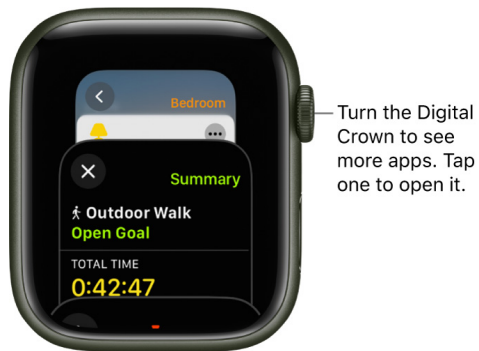 Bedroom
Summary
Outdoor Walk
Open Goal
TOTAL TIME
0:42:47
Turn the Digital
Crown to see
more apps. Tap
one to open it.